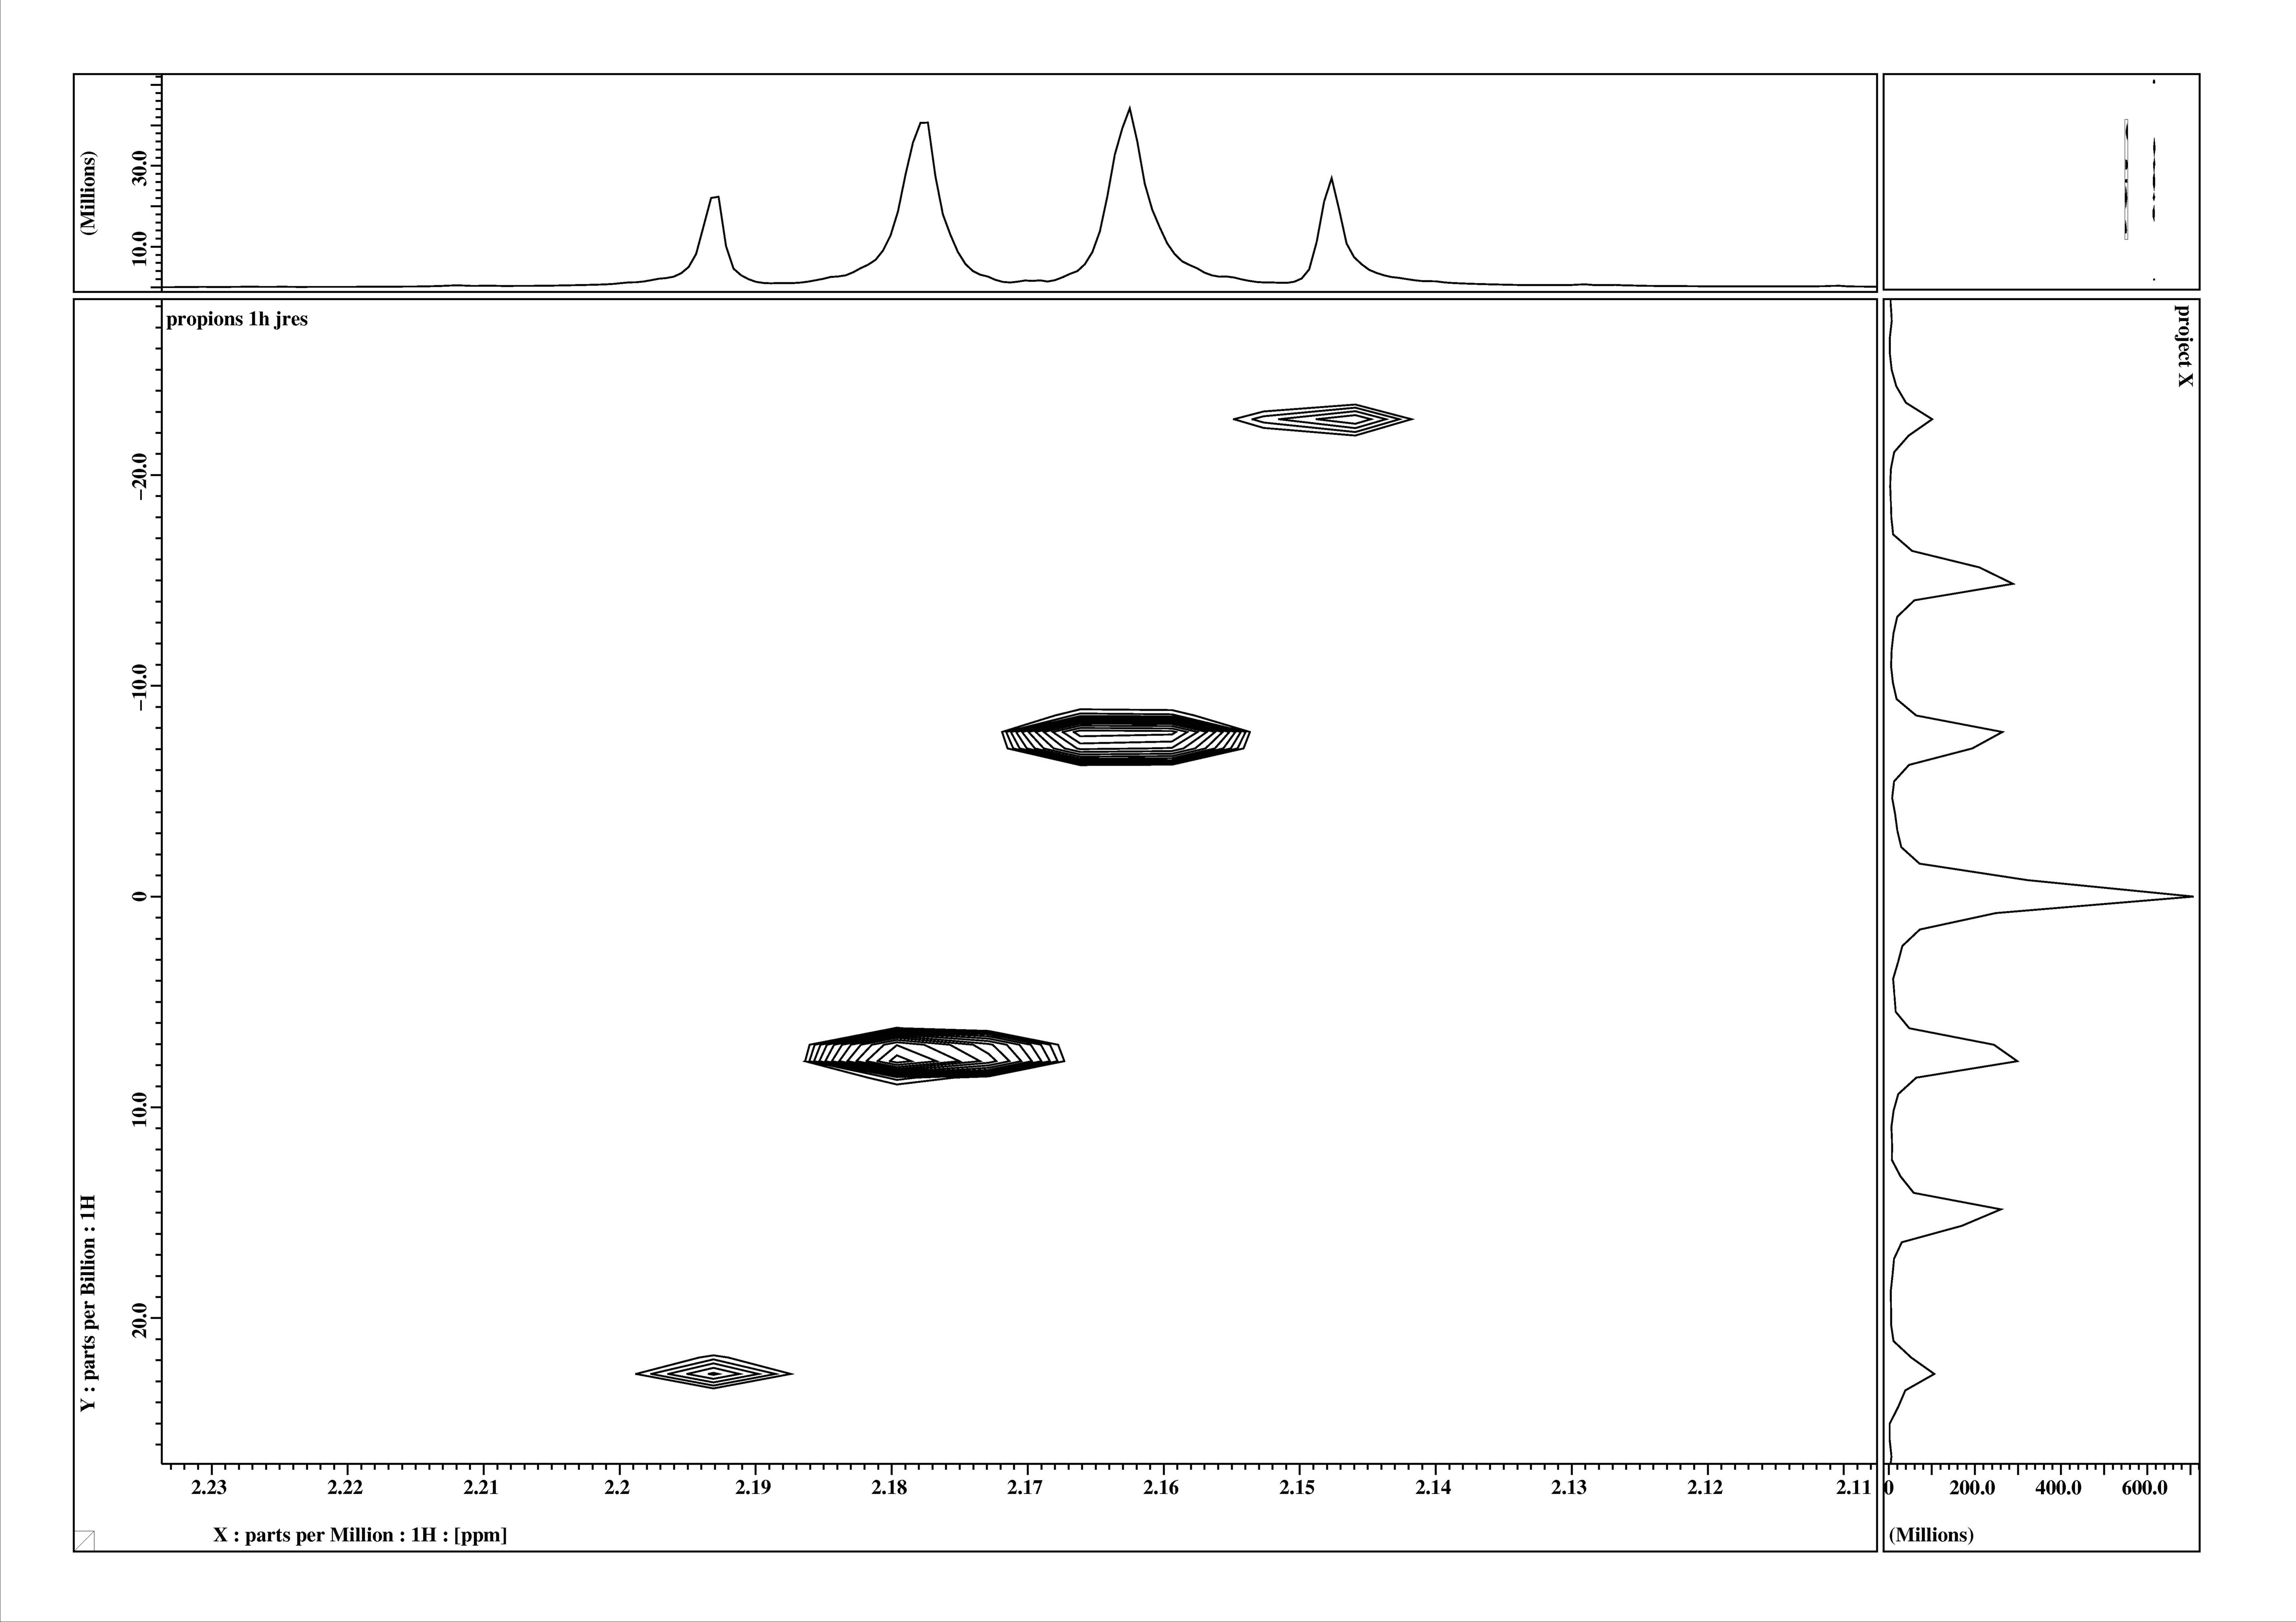 (Millions)
30.0
10.0
propions 1h jres
project X
−20.0
−10.0
0
10.0
20.0
Y : parts per Billion : 1H
2.23 2.22 2.21 2.2 2.19 2.18 2.17 2.16 2.15 2.14 2.13 2.12 2.11
0 200.0 400.0 600.0
X : parts per Million : 1H : [ppm]
(Millions)